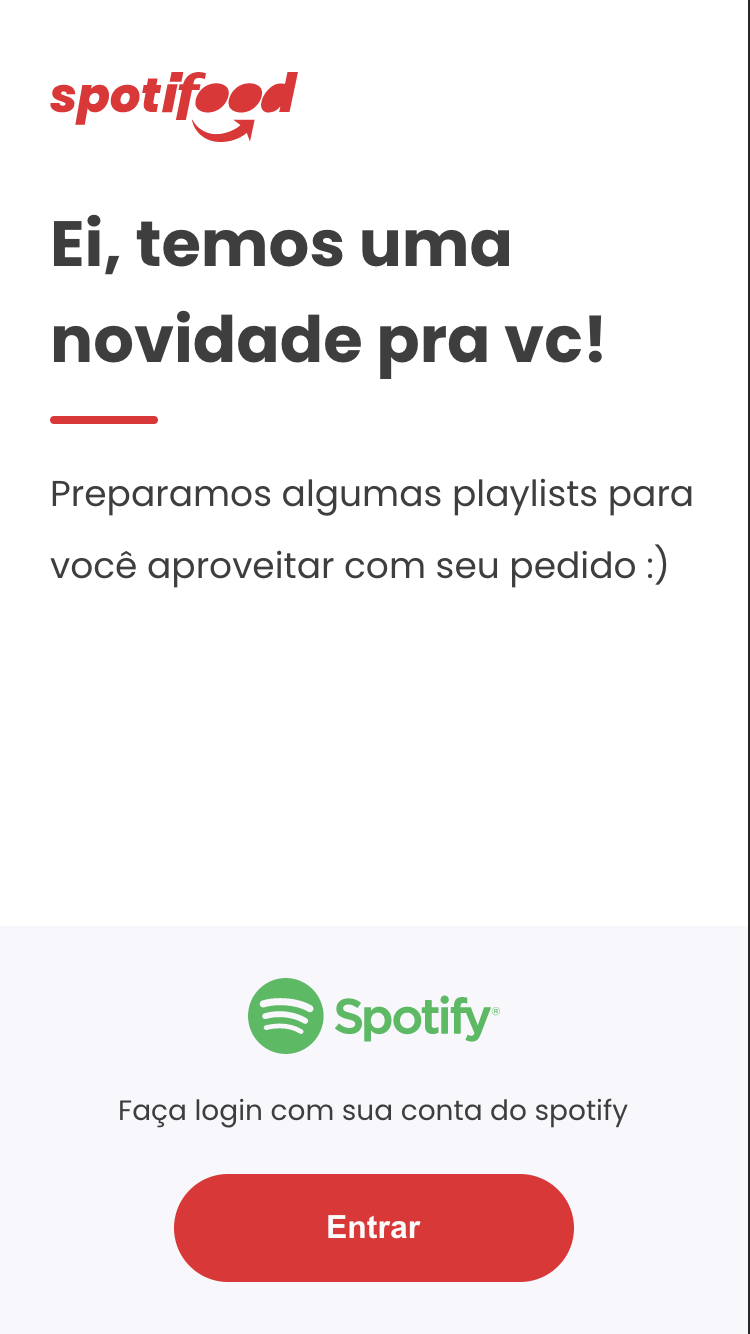 spotifood
Ei, temos uma
novidade pra vc!
Preparamos algumas playlists para
você aproveitar com seu pedido :)
Spotify®
Faça login com sua conta do spotify
Entrar